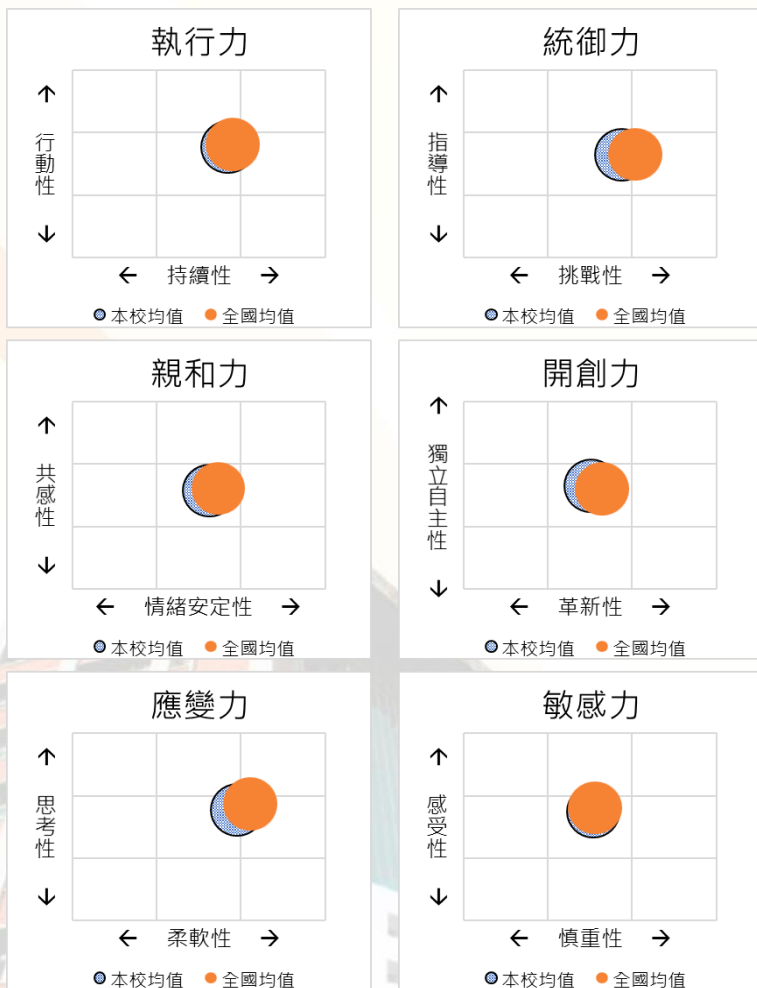 執行力
↑
行動性
↓
← 持續性 →
本校均值 全國均值
統御力
↑
指導性
↓
← 挑戰性 →
本校均值 全國均值
親和力
↑
共感性
↓
← 情緒安定性 →
本校均值 全國均值
開創力
↑
獨立自主性
↓
← 革新性 →
本校均值 全國均值
應變力
↑
思考性
↓
← 柔軟性 →
本校均值 全國均值
敏感力
↑
感受性
↓
← 慎重性 →
本校均值 全國均值